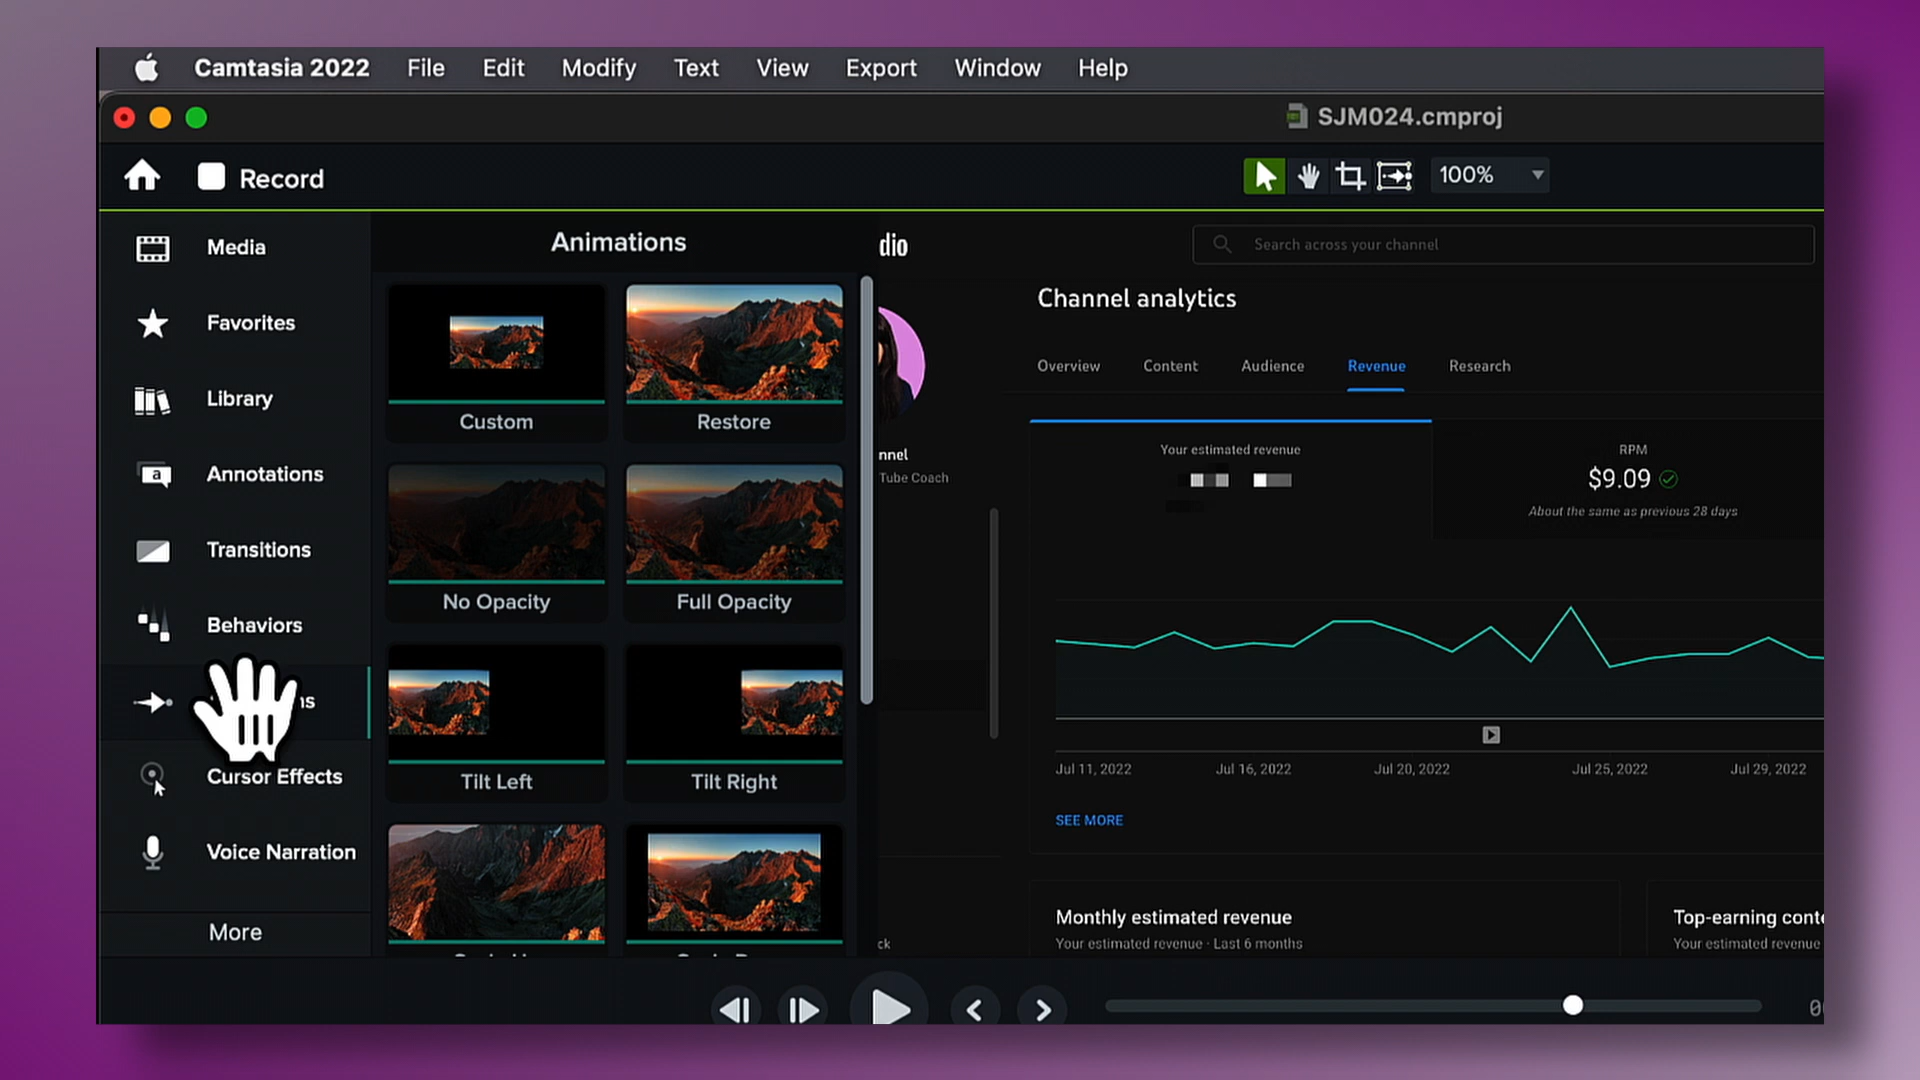 Camtasia 2022 File Edit Modify Text View Export Window Help
SJM024.cmproj
Record
100%
Media
Favorites
Library
Annotations
Transitions
Behaviors
ns
Cursor Effects
Voice Narration
More
Animations
Custom
Restore
No Opacity
Full Opacity
Tilt Left
Tilt Right
dio
Search across your channel
Channel analytics
Overview Content Audience Revenue Research
nnel
Tube Coach
Your estimated revenue
RPM
$9.09
About the same as previous 28 days
Jul 11, 2022 Jul 16, 2022 Jul 20, 2022 Jul 25, 2022 Jul 29, 2022
SEE MORE
Monthly estimated revenue
Your estimated revenue · Last 6 months
Top-earning conte
Your estimated revenue
ck